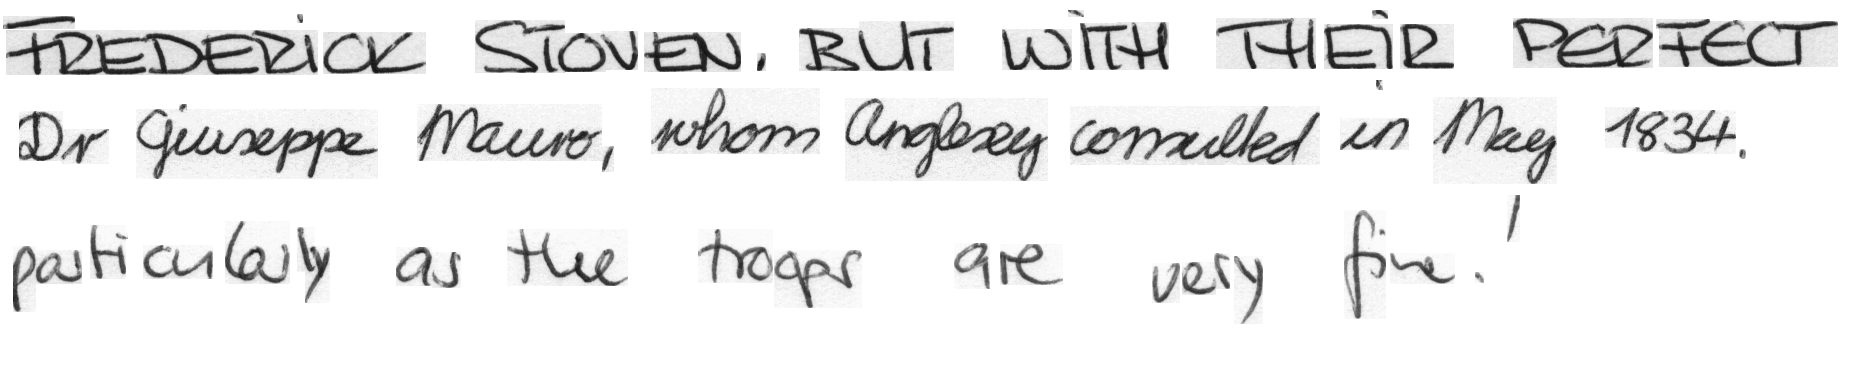 FREDERICK STOVEN. BUT WITH THEIR PERFECT
Dr Giuseppe Mauro, whom Anglesey consulted in May 1834.
particularly as the troops are very fine.'